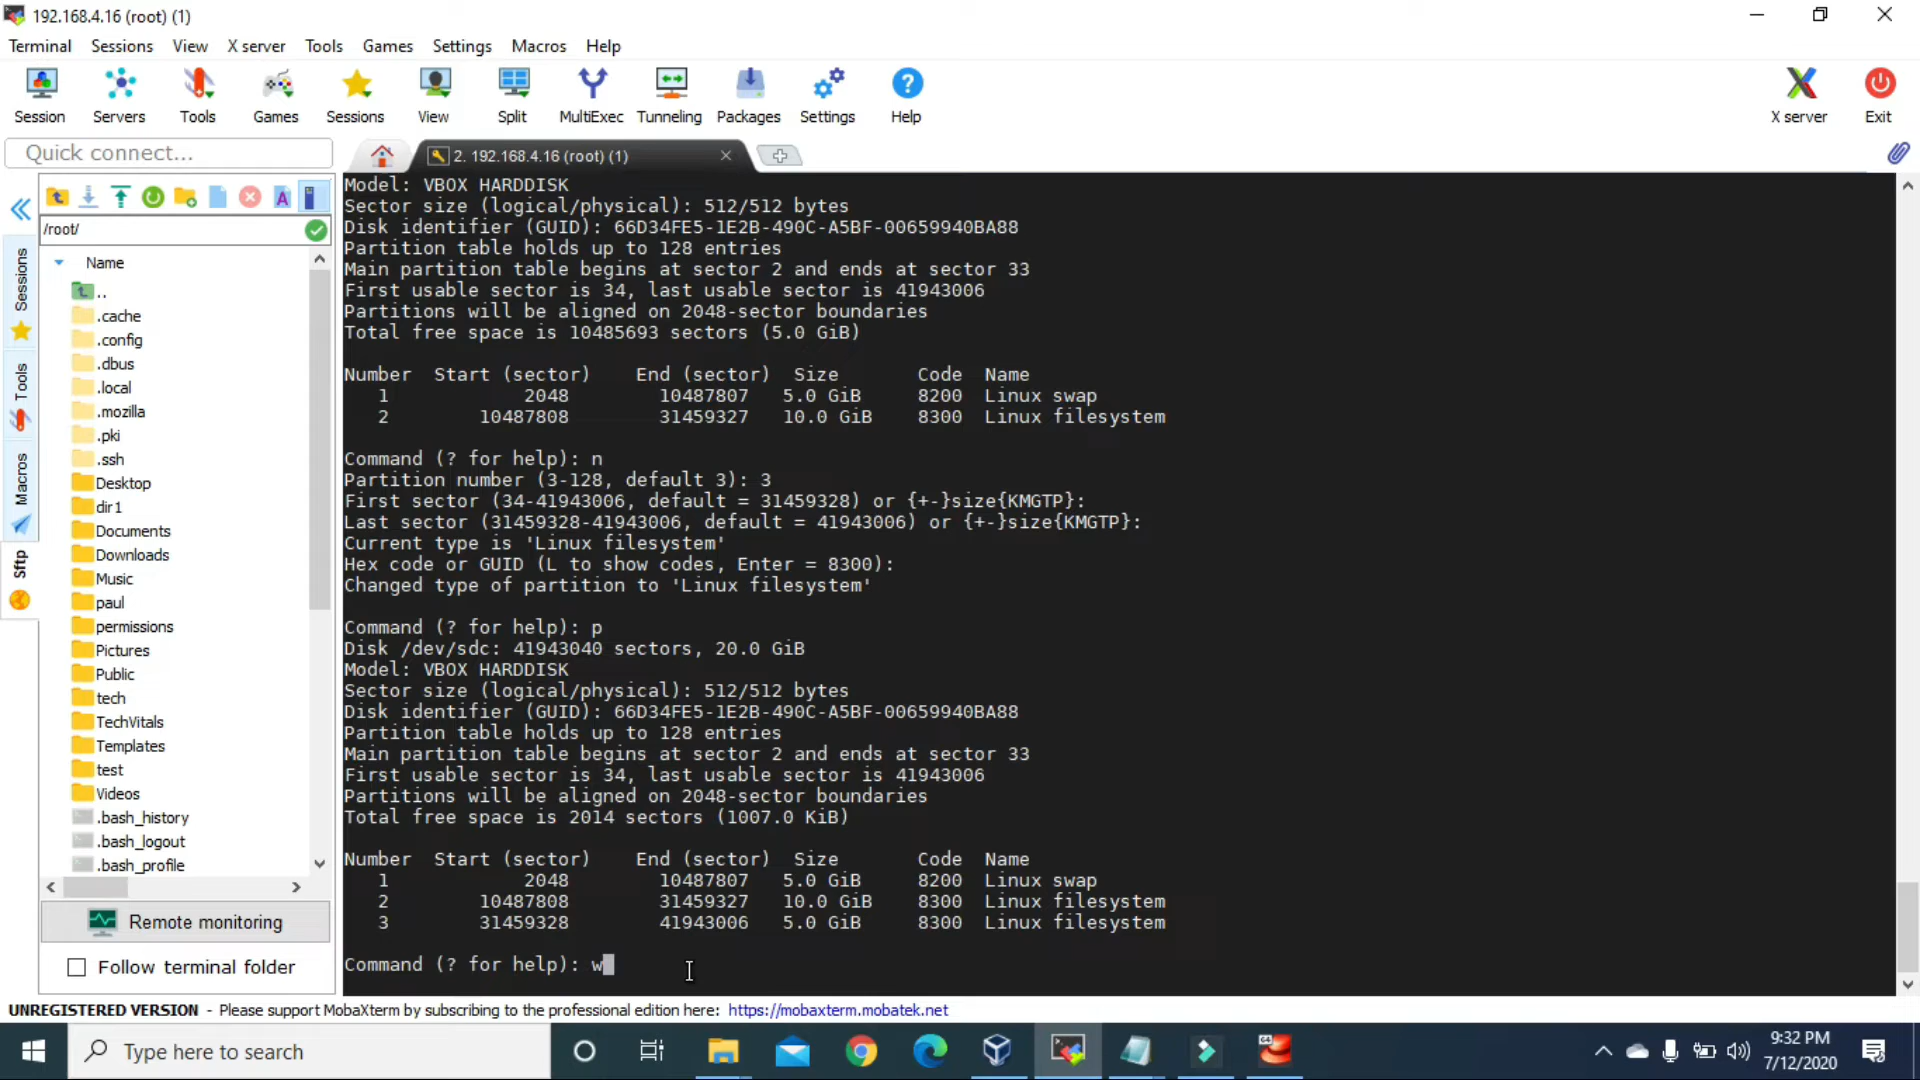 192.168.4.16 (root) (1)
Terminal Sessions View X server Tools Games Settings Macros Help
Session Servers Tools Games Sessions View Split MultiExec Tunneling Packages Settings Help X server Exit
Quick connect...
2. 192.168.4.16 (root) (1)
/root/
Name
..
.cache
.config
.dbus
.local
.mozilla
.pki
.ssh
Desktop
dir1
Documents
Downloads
Music
paul
permissions
Pictures
Public
tech
TechVitals
Templates
test
Videos
.bash_history
.bash_logout
.bash_profile
Sessions
Tools
Macros
Sftp
Remote monitoring
Follow terminal folder
Model: VBOX HARDDISK
Sector size (logical/physical): 512/512 bytes
Disk identifier (GUID): 66D34FE5-1E2B-490C-A5BF-00659940BA88
Partition table holds up to 128 entries
Main partition table begins at sector 2 and ends at sector 33
First usable sector is 34, last usable sector is 41943006
Partitions will be aligned on 2048-sector boundaries
Total free space is 10485693 sectors (5.0 GiB)
Number Start (sector) End (sector) Size Code Name
1 2048 10487807 5.0 GiB 8200 Linux swap
2 10487808 31459327 10.0 GiB 8300 Linux filesystem
Command (? for help): n
Partition number (3-128, default 3): 3
First sector (34-41943006, default = 31459328) or {+-}size{KMGTP}:
Last sector (31459328-41943006, default = 41943006) or {+-}size{KMGTP}:
Current type is 'Linux filesystem'
Hex code or GUID (L to show codes, Enter = 8300):
Changed type of partition to 'Linux filesystem'
Command (? for help): p
Disk /dev/sdc: 41943040 sectors, 20.0 GiB
Model: VBOX HARDDISK
Sector size (logical/physical): 512/512 bytes
Disk identifier (GUID): 66D34FE5-1E2B-490C-A5BF-00659940BA88
Partition table holds up to 128 entries
Main partition table begins at sector 2 and ends at sector 33
First usable sector is 34, last usable sector is 41943006
Partitions will be aligned on 2048-sector boundaries
Total free space is 2014 sectors (1007.0 KiB)
Number Start (sector) End (sector) Size Code Name
1 2048 10487807 5.0 GiB 8200 Linux swap
2 10487808 31459327 10.0 GiB 8300 Linux filesystem
3 31459328 41943006 5.0 GiB 8300 Linux filesystem
Command (? for help): w
UNREGISTERED VERSION - Please support MobaXterm by subscribing to the professional edition here: https://mobaxterm.mobatek.net
Type here to search
64
9:32 PM
7/12/2020